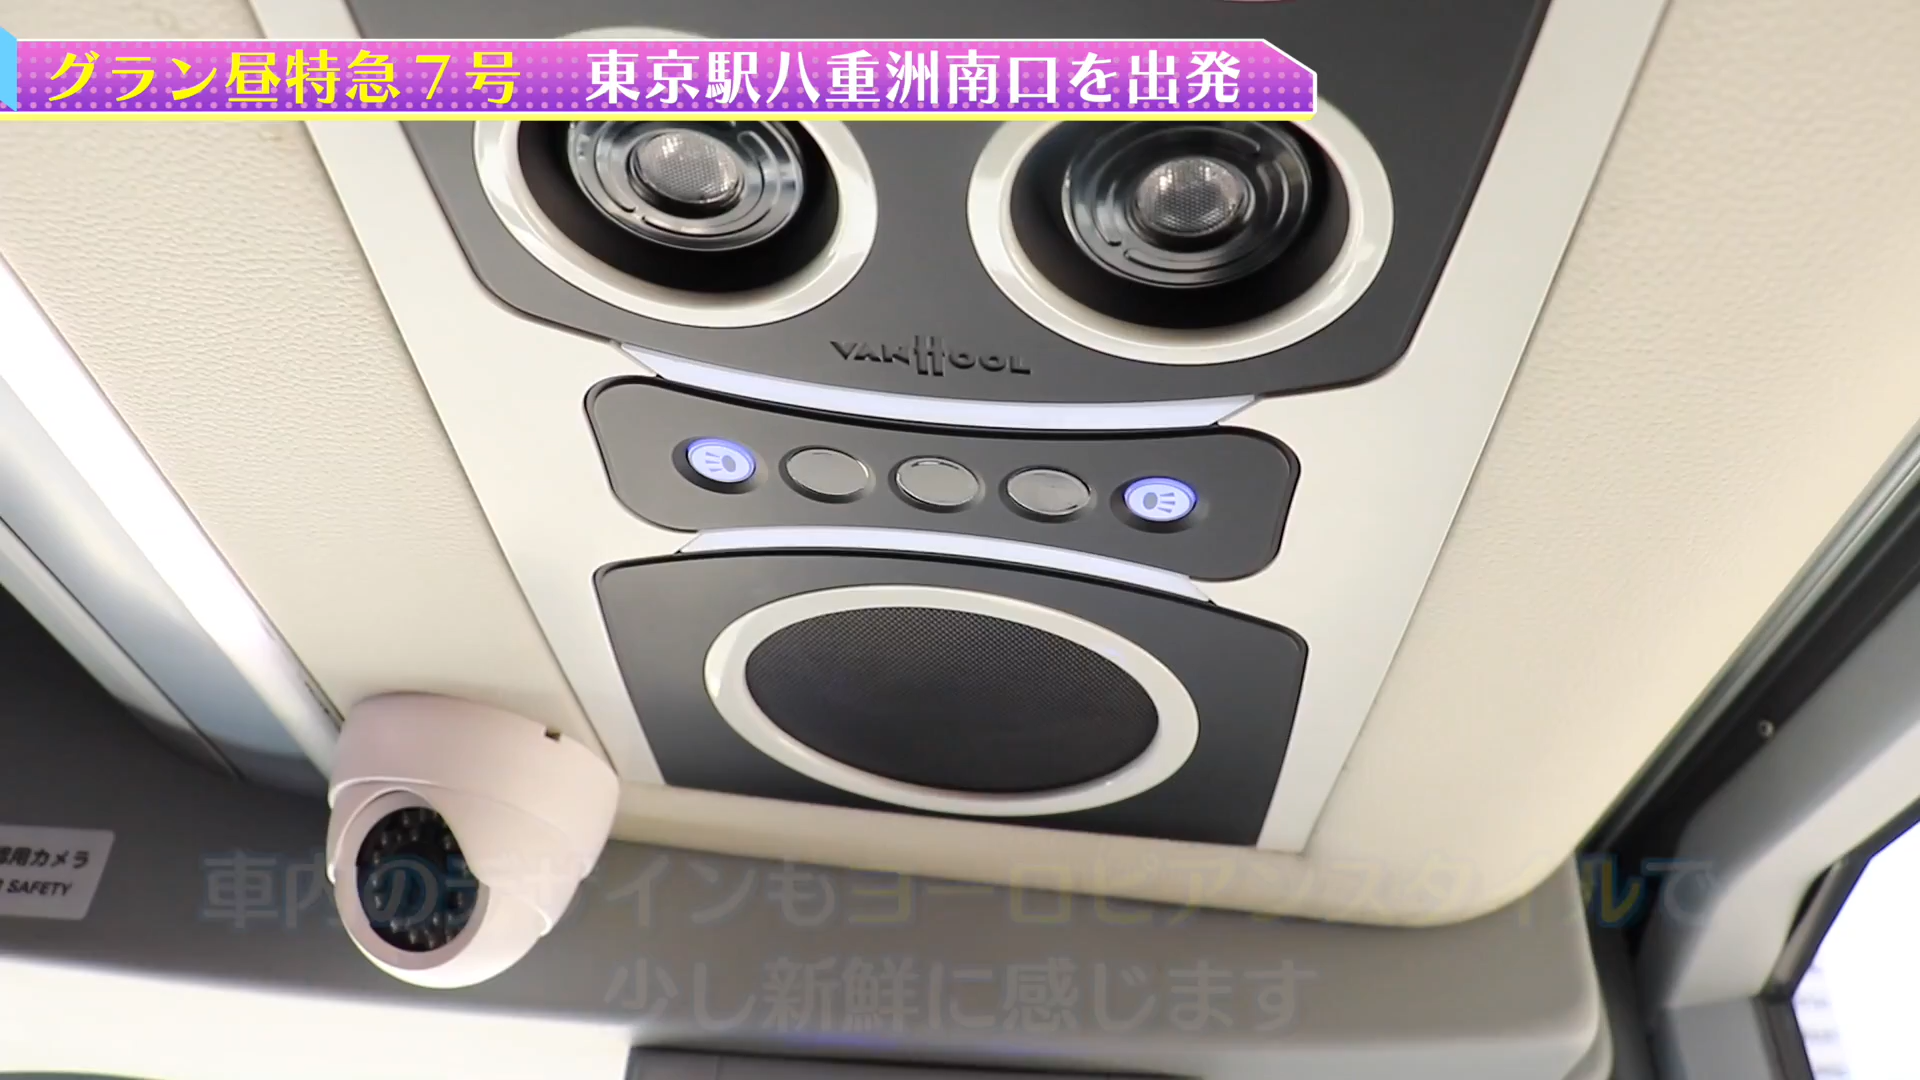 グラン昼特急７号　東京駅八重洲南口を出発
VANHOOL
用カメラ
SAFETY
車内のデザインもヨーロピアンスタイルで
少し新鮮に感じます